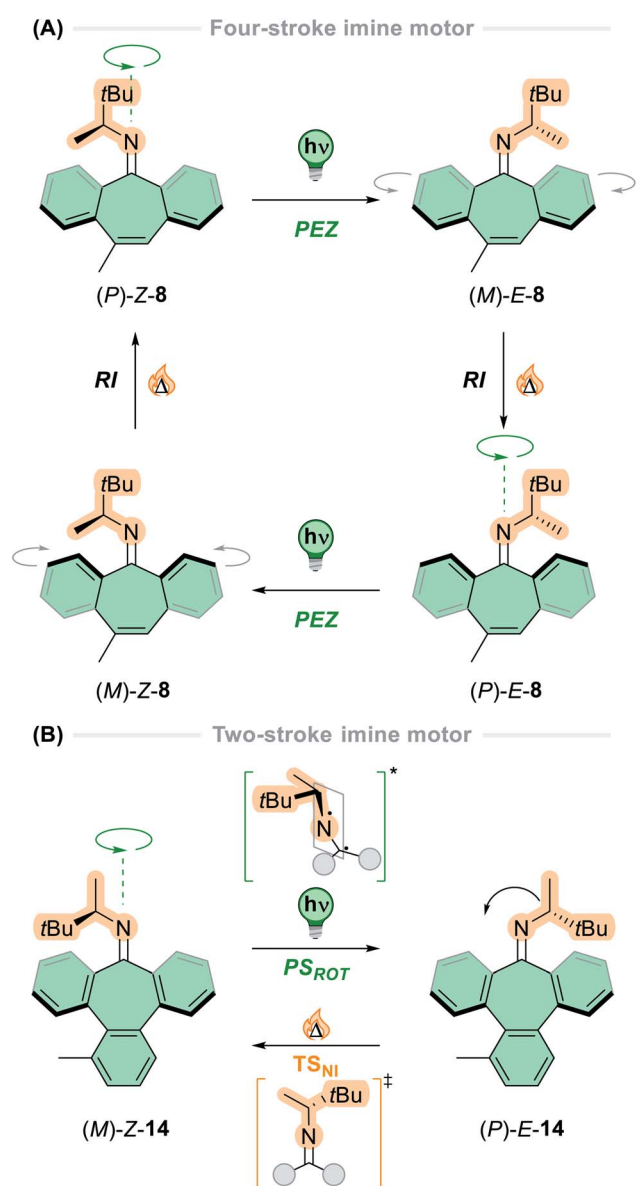 (A) Four-stroke imine motor
tBu
N
hν
PEZ
tBu
N
(P)-Z-8
(M)-E-8
RI
Δ
RI
Δ
tBu
N
hν
PEZ
tBu
N
(M)-Z-8
(P)-E-8
(B) Two-stroke imine motor
*
tBu
N
tBu
N
hν
PSROT
N
tBu
Δ
TSNI
‡
tBu
N
(M)-Z-14
(P)-E-14